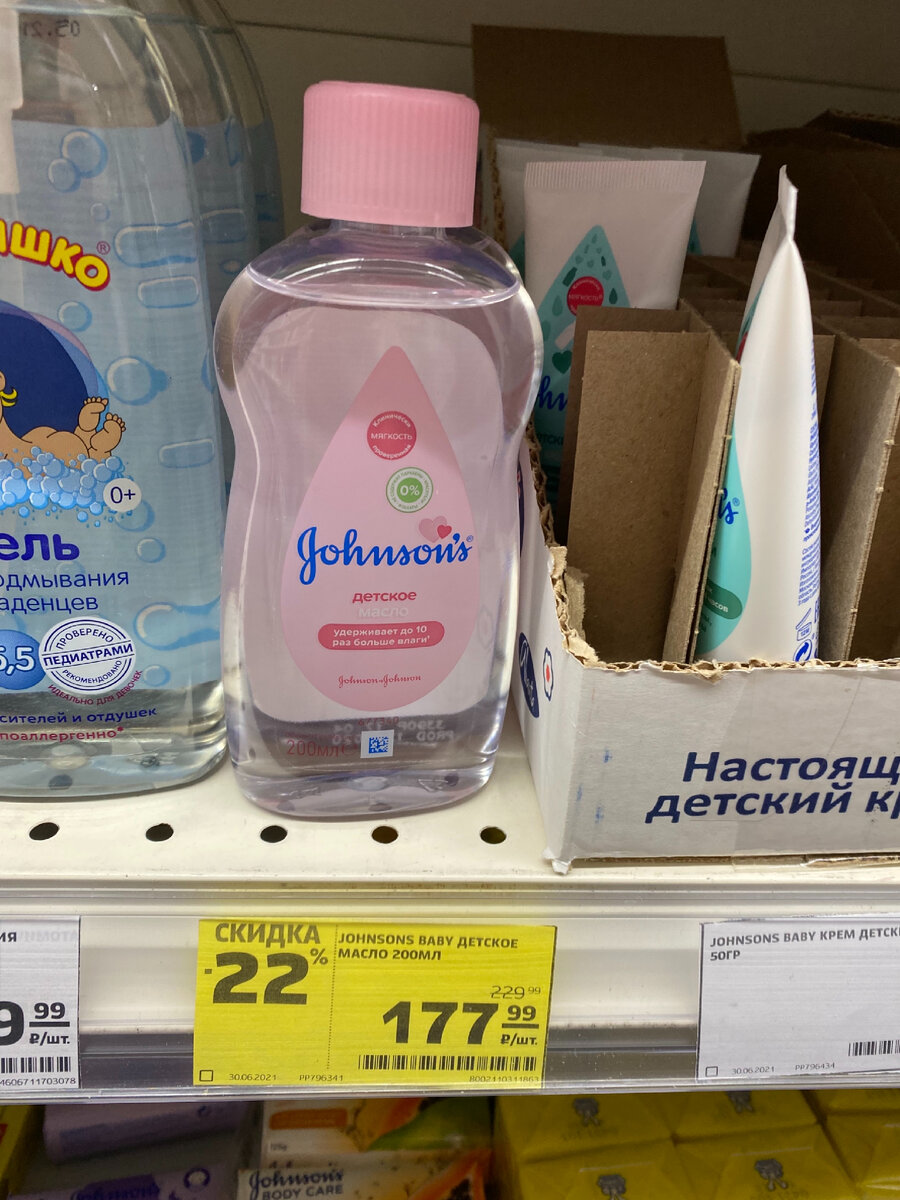 ишко®
0+
ель
одмывания
аденцев
5,5
ПРОВЕРЕНО
ПЕДИАТРАМИ
РЕКОМЕНДОВАНО
ИДЕАЛЬНО ДЛЯ ДЕВОЧЕК
сителей и отдушек
поаллергенно*
Клинически
МЯГКОСТЬ
проверенная
0%
Johnson's®
детское
масло
Удерживает до 10
раз больше влаги†
Johnson&Johnson
200мл
Настоящ
детский к
ия
9 99
₽/шт.
4606711703078
СКИДКА
-22%
JOHNSONS BABY ДЕТСКОЕ
МАСЛО 200МЛ
229 99
177 99
₽/шт.
30.06.2021 PP796341 8002110311863
JOHNSONS BABY КРЕМ ДЕТСК
50ГР
30.06.2021 PP796434
Johnson's
BODY CARE